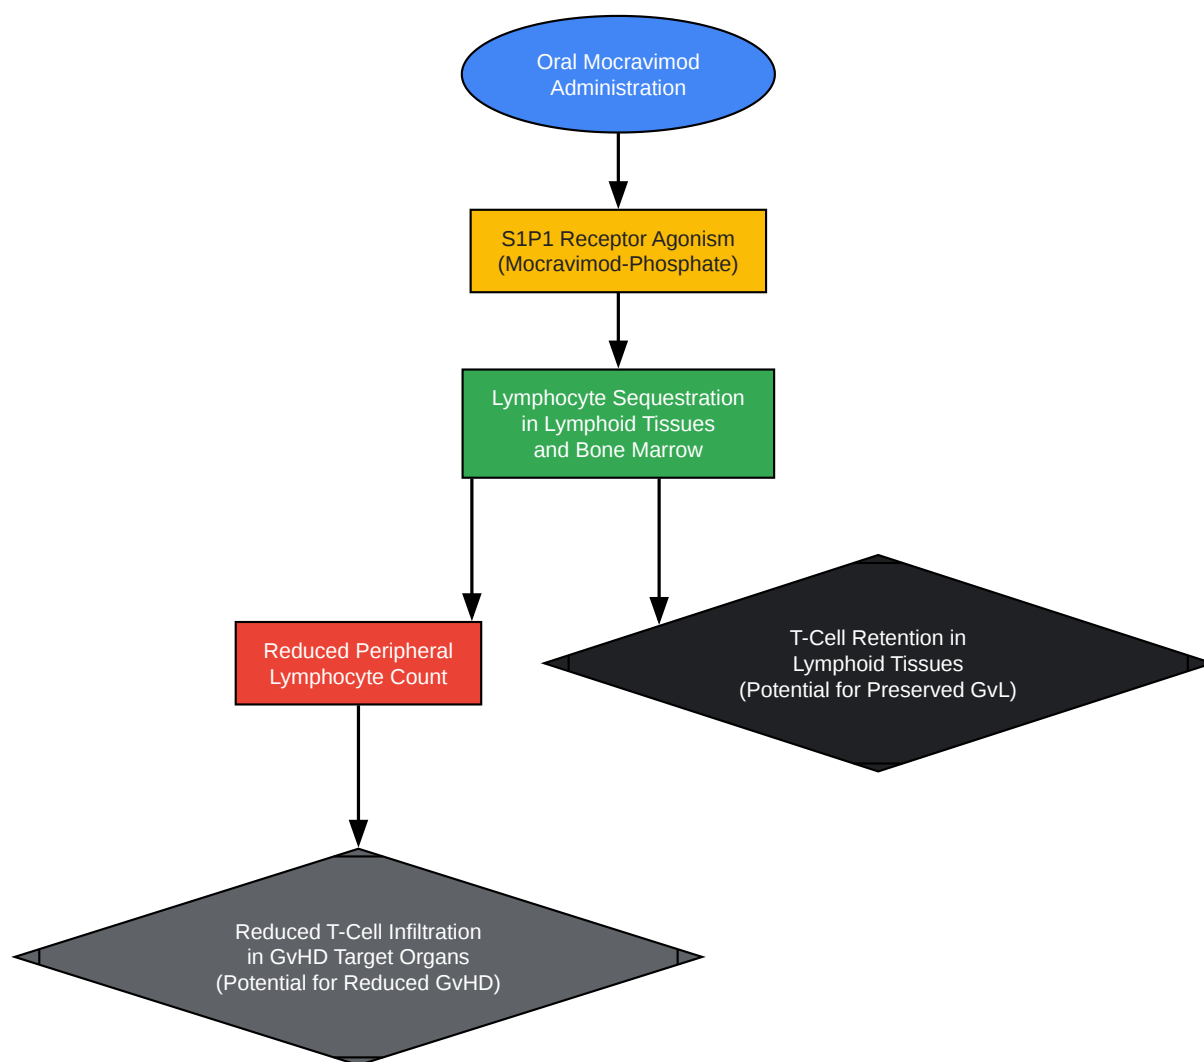 Oral Mocravimod
Administration
S1P1 Receptor Agonism
(Mocravimod-Phosphate)
Lymphocyte Sequestration
in Lymphoid Tissues
and Bone Marrow
Reduced Peripheral
Lymphocyte Count
T-Cell Retention in
Lymphoid Tissues
(Potential for Preserved GvL)
Reduced T-Cell Infiltration
in GvHD Target Organs
(Potential for Reduced GvHD)